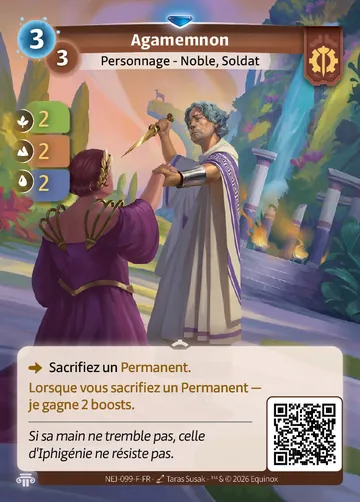 3
Agamemnon
3
Personnage - Noble, Soldat
2
2
2
Sacrifiez un Permanent.
Lorsque vous sacrifiez un Permanent —
je gagne 2 boosts.
Si sa main ne tremble pas, celle
d'Iphigénie ne résiste pas.
NEJ-099-F-FR - Taras Susak - ™ & © 2026 Equinox